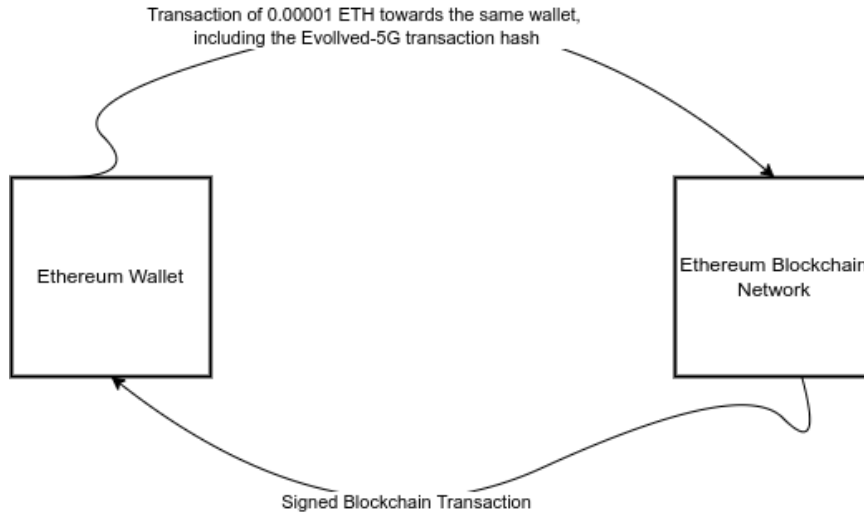 Transaction of 0.00001 ETH towards the same wallet,
including the Evollved-5G transaction hash
Ethereum Wallet
Ethereum Blockchain
Network
Signed Blockchain Transaction